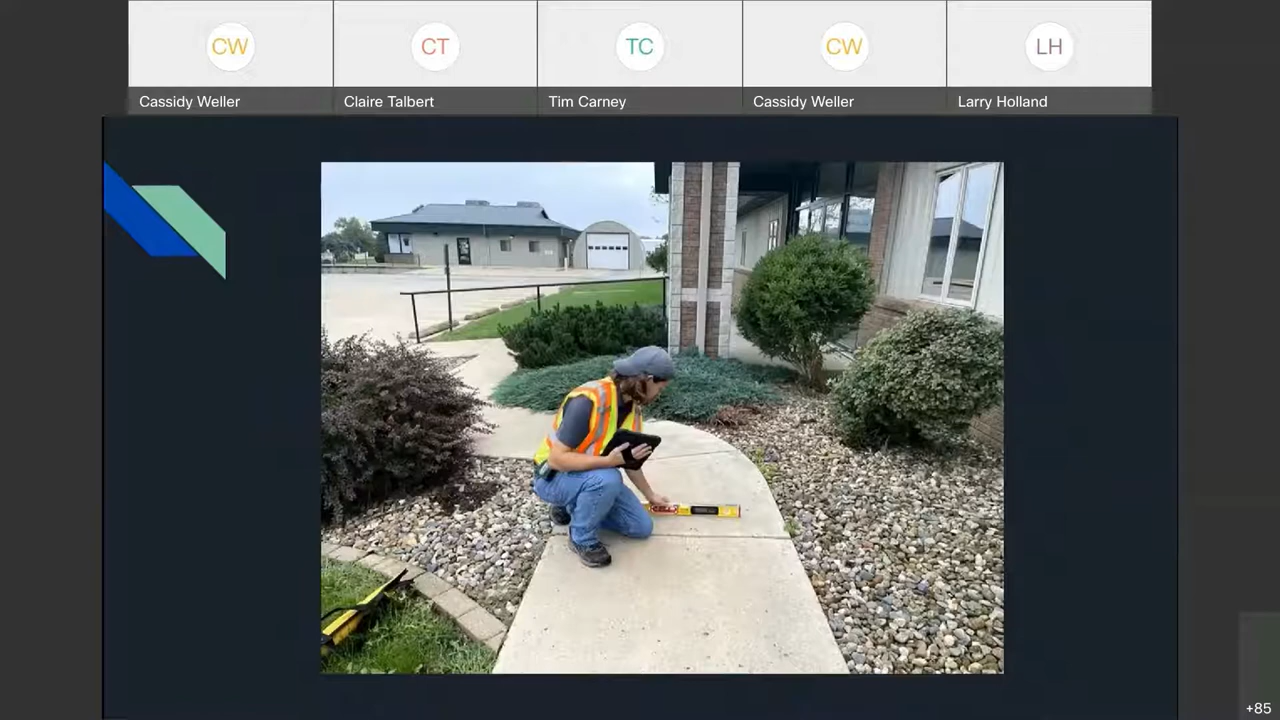 CW
Cassidy Weller
CT
Claire Talbert
TC
Tim Carney
CW
Cassidy Weller
LH
Larry Holland
+85